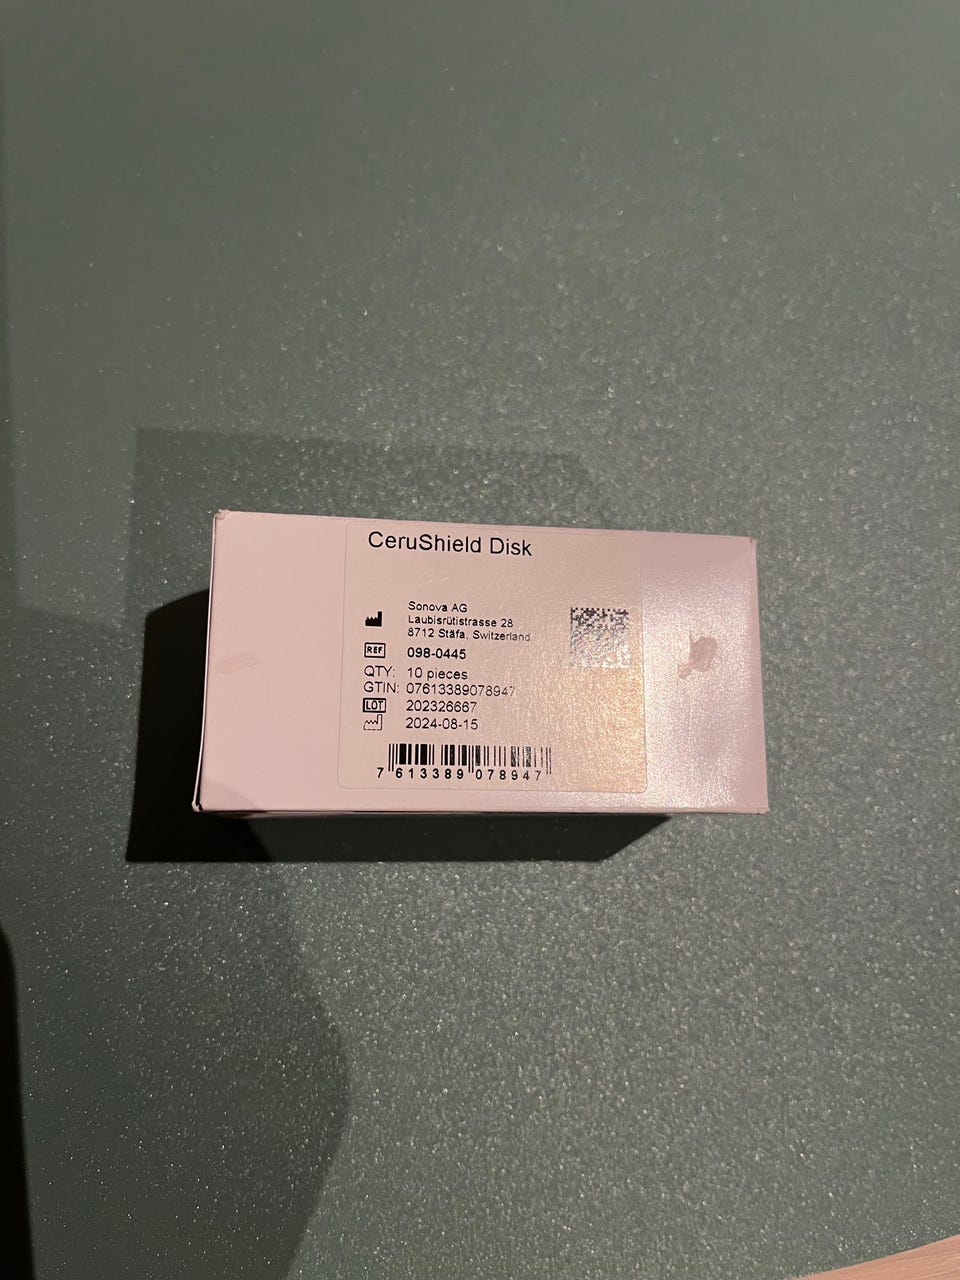 CeruShield Disk
Sonova AG
Laubisrütistrasse 28
8712 Stäfa, Switzerland
REF 098-0445
QTY: 10 pieces
GTIN: 07613389078947
LOT 202326667
2024-08-15
7 613389 078947